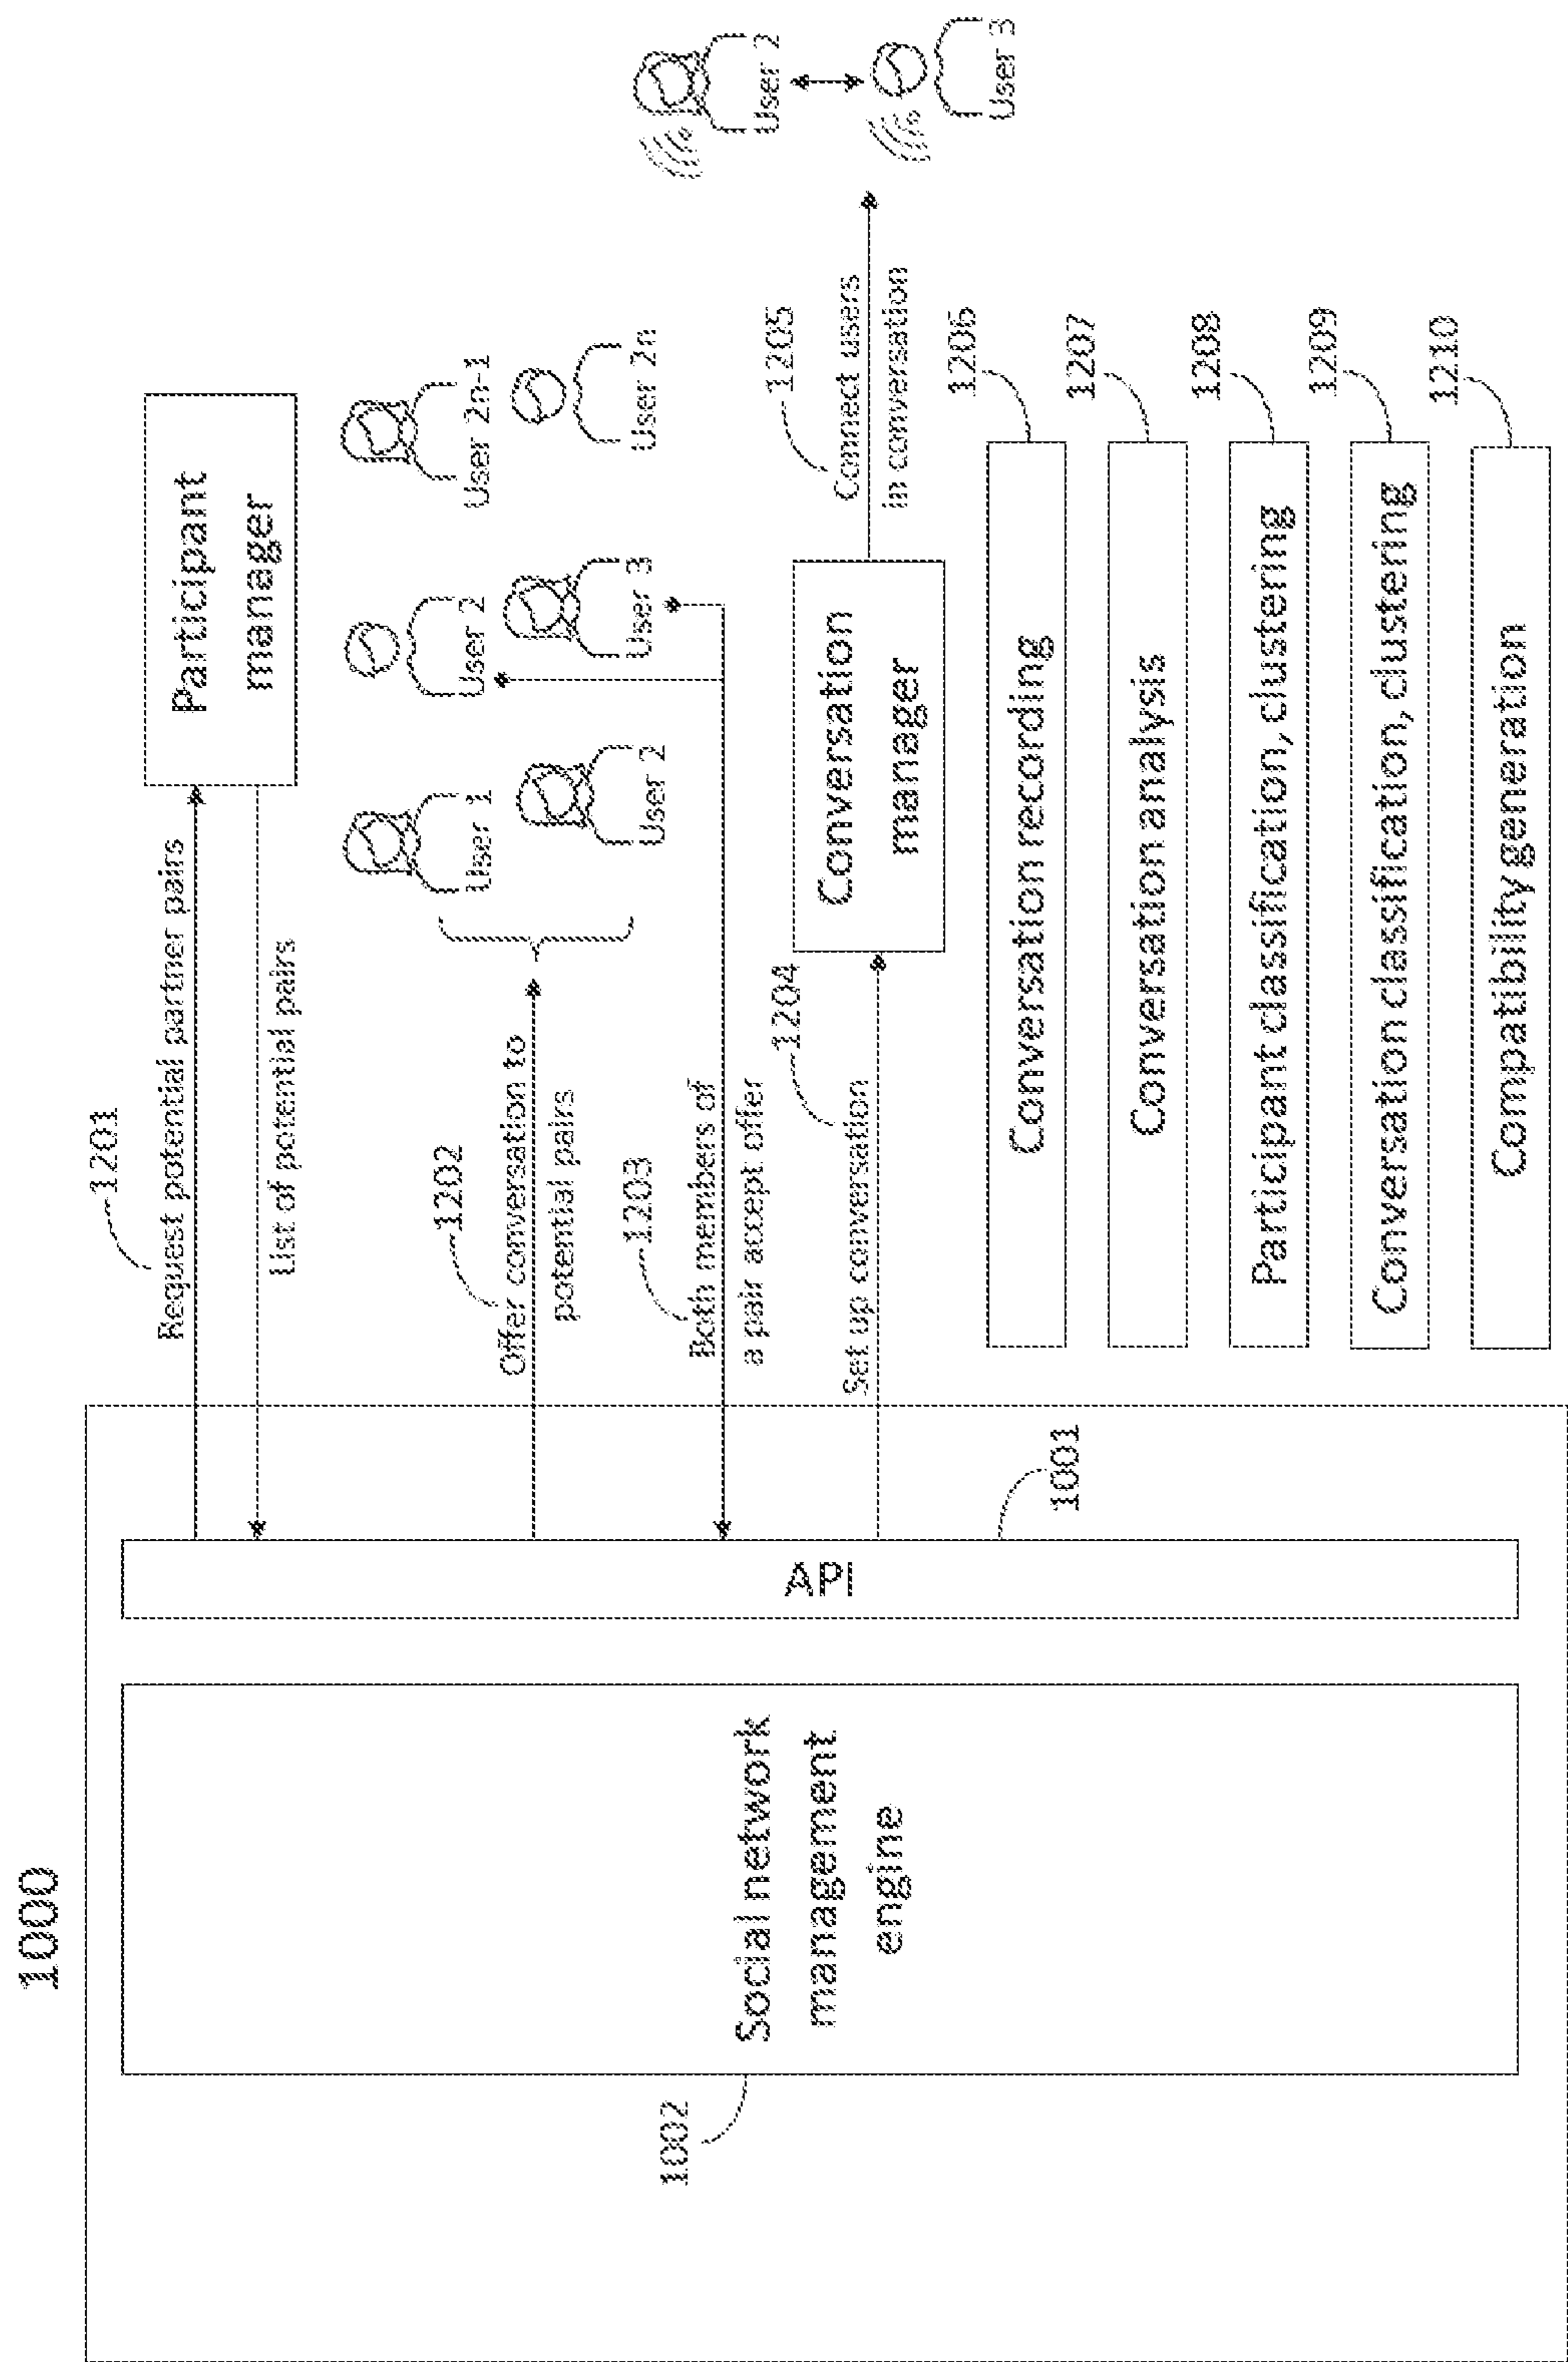 1000
1002
Social network
management
engine
API
1001
1201
Request potential partner pairs
List of potential pairs
Participant
manager
1202
Offer conversation to
potential pairs
User 1
User 2
User 2
User 3
User 2n-1
User 2n
1203
Both members of
a pair accept offer
1204
Set up conversation
Conversation
manager
1205
Connect users
in conversation
User 2
User 3
Conversation recording
1206
Conversation analysis
1207
Participant classification, clustering
1208
Conversation classification, clustering
1209
Compatibility generation
1210